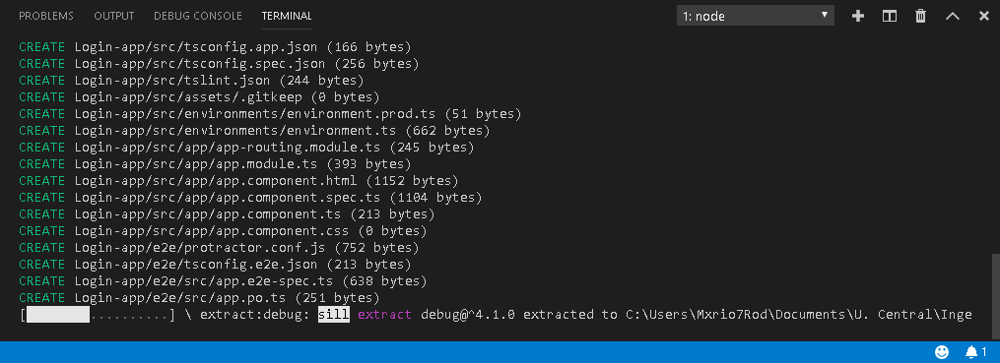 PROBLEMS OUTPUT DEBUG CONSOLE TERMINAL 1: node
CREATE Login-app/src/tsconfig.app.json (166 bytes)
CREATE Login-app/src/tsconfig.spec.json (256 bytes)
CREATE Login-app/src/tslint.json (244 bytes)
CREATE Login-app/src/assets/.gitkeep (0 bytes)
CREATE Login-app/src/environments/environment.prod.ts (51 bytes)
CREATE Login-app/src/environments/environment.ts (662 bytes)
CREATE Login-app/src/app/app-routing.module.ts (245 bytes)
CREATE Login-app/src/app/app.module.ts (393 bytes)
CREATE Login-app/src/app/app.component.html (1152 bytes)
CREATE Login-app/src/app/app.component.spec.ts (1104 bytes)
CREATE Login-app/src/app/app.component.ts (213 bytes)
CREATE Login-app/src/app/app.component.css (0 bytes)
CREATE Login-app/e2e/protractor.conf.js (752 bytes)
CREATE Login-app/e2e/tsconfig.e2e.json (213 bytes)
CREATE Login-app/e2e/src/app.e2e-spec.ts (638 bytes)
CREATE Login-app/e2e/src/app.po.ts (251 bytes)
[..........] \ extract:debug: sill extract debug@^4.1.0 extracted to C:\Users\Mxrio7Rod\Documents\U. Central\Inge
1